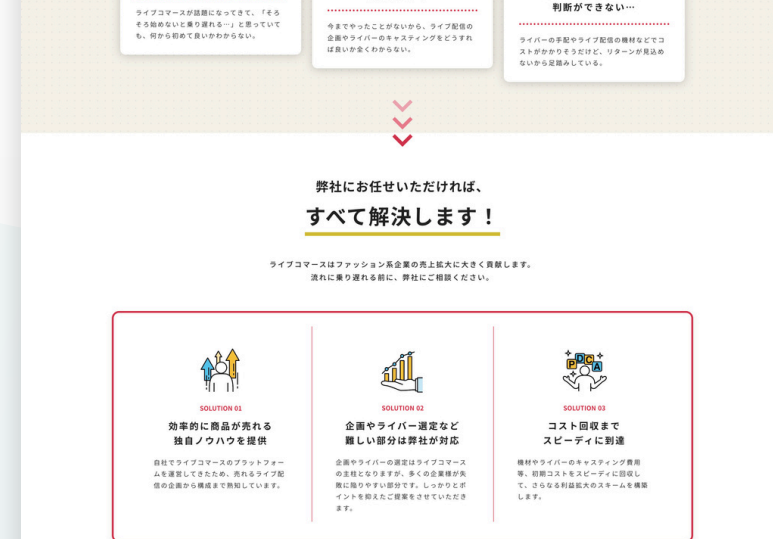 ライブコマースが話題になってきて、「そろ
そろ始めないと乗り遅れる…」と思っていて
も、何から初めて良いかわからない。
今までやったことがないから、ライブ配信の
企画やライバーのキャスティングをどうすれ
ば良いか全くわからない。
判断ができない…
ライバーの手配やライブ配信の機材などでコ
ストがかかりそうだけど、リターンが見込め
ないから足踏みしている。
弊社にお任せいただければ、
すべて解決します！
ライブコマースはファッション系企業の売上拡大に大きく貢献します。
流れに乗り遅れる前に、弊社にご相談ください。
SOLUTION 01
効率的に商品が売れる
独自ノウハウを提供
自社でライブコマースのプラットフォー
ムを運営してきたため、売れるライブ配
信の企画から構成まで熟知しています。
SOLUTION 02
企画やライバー選定など
難しい部分は弊社が対応
企画やライバーの選定はライブコマース
の主柱となりますが、多くの企業様が失
敗に陥りやすい部分です。しっかりとポ
イントを抑えたご提案をさせていただき
ます。
PDCA
SOLUTION 03
コスト回収まで
スピーディに到達
機材やライバーのキャスティング費用
等、初期コストをスピーディに回収し
て、さらなる利益拡大のスキームを構築
します。